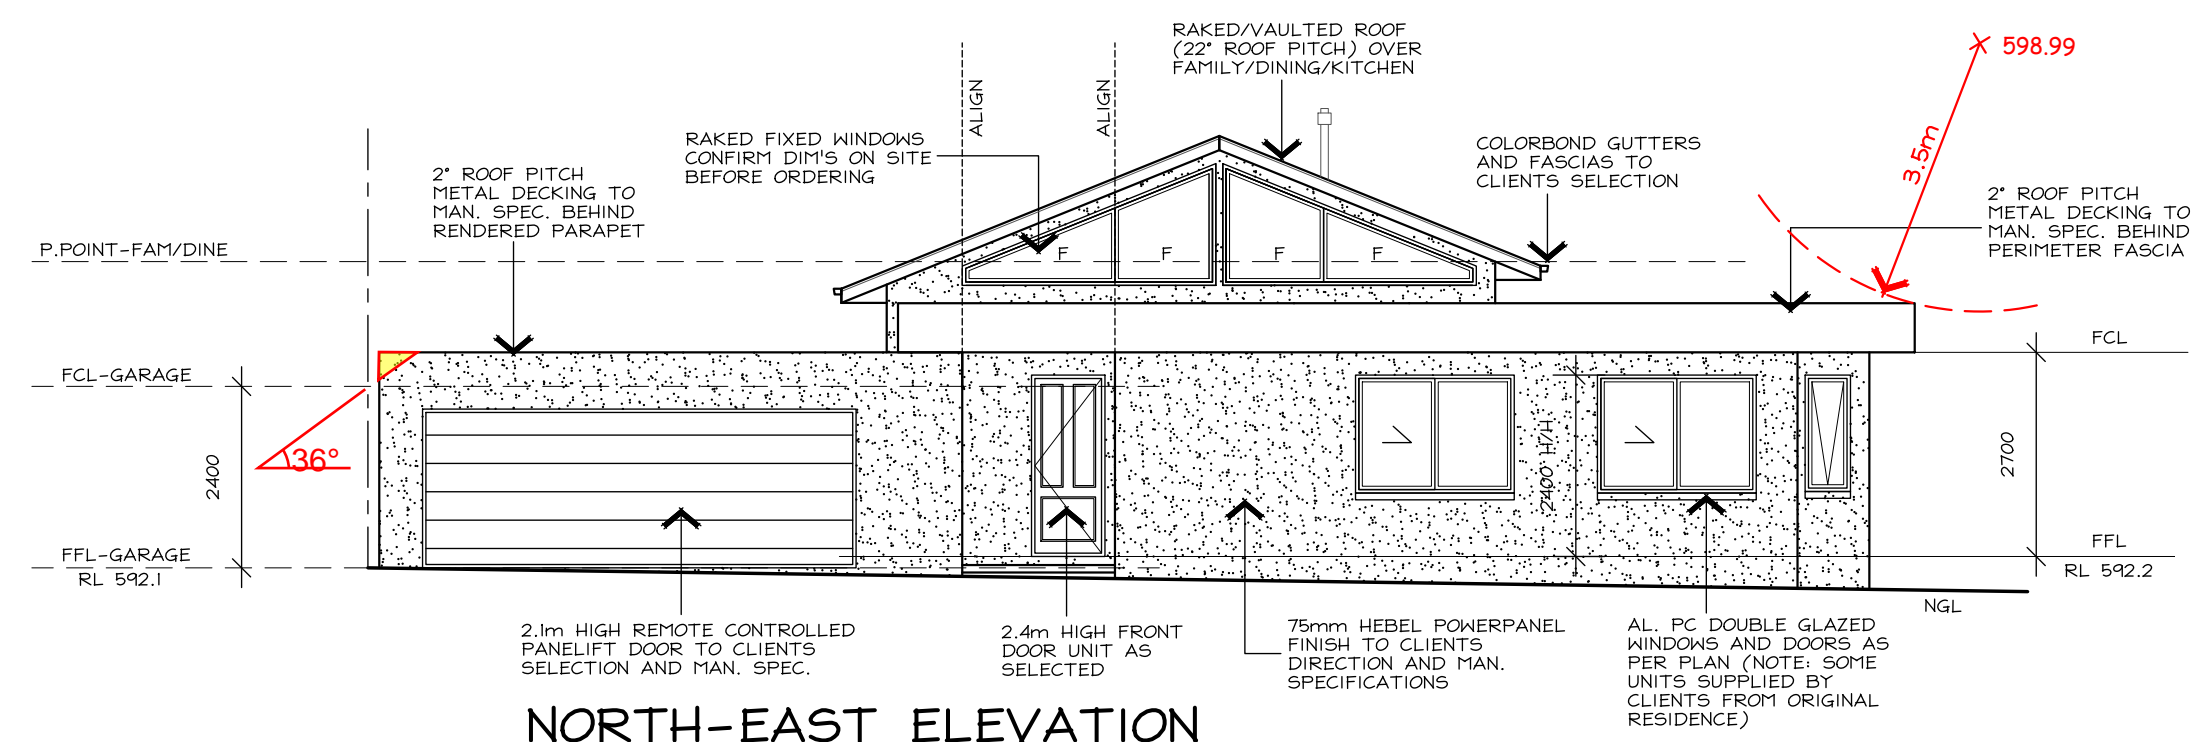 RAKED/VAULTED ROOF
(22° ROOF PITCH) OVER
FAMILY/DINING/KITCHEN
598.99
ALIGN
ALIGN
3.5m
RAKED FIXED WINDOWS
CONFIRM DIM'S ON SITE
BEFORE ORDERING
COLORBOND GUTTERS
AND FASCIAS TO
CLIENTS SELECTION
2° ROOF PITCH
METAL DECKING TO
MAN. SPEC. BEHIND
RENDERED PARAPET
2° ROOF PITCH
METAL DECKING TO
MAN. SPEC. BEHIND
PERIMETER FASCIA
P.POINT-FAM/DINE
F
F
F
F
FCL
FCL-GARAGE
36°
2400
2400 H/H
2700
FFL-GARAGE
RL 592.1
FFL
RL 592.2
NGL
2.1m HIGH REMOTE CONTROLLED
PANELIFT DOOR TO CLIENTS
SELECTION AND MAN. SPEC.
2.4m HIGH FRONT
DOOR UNIT AS
SELECTED
75mm HEBEL POWERPANEL
FINISH TO CLIENTS
DIRECTION AND MAN.
SPECIFICATIONS
AL. PC DOUBLE GLAZED
WINDOWS AND DOORS AS
PER PLAN (NOTE: SOME
UNITS SUPPLIED BY
CLIENTS FROM ORIGINAL
RESIDENCE)
NORTH-EAST ELEVATION